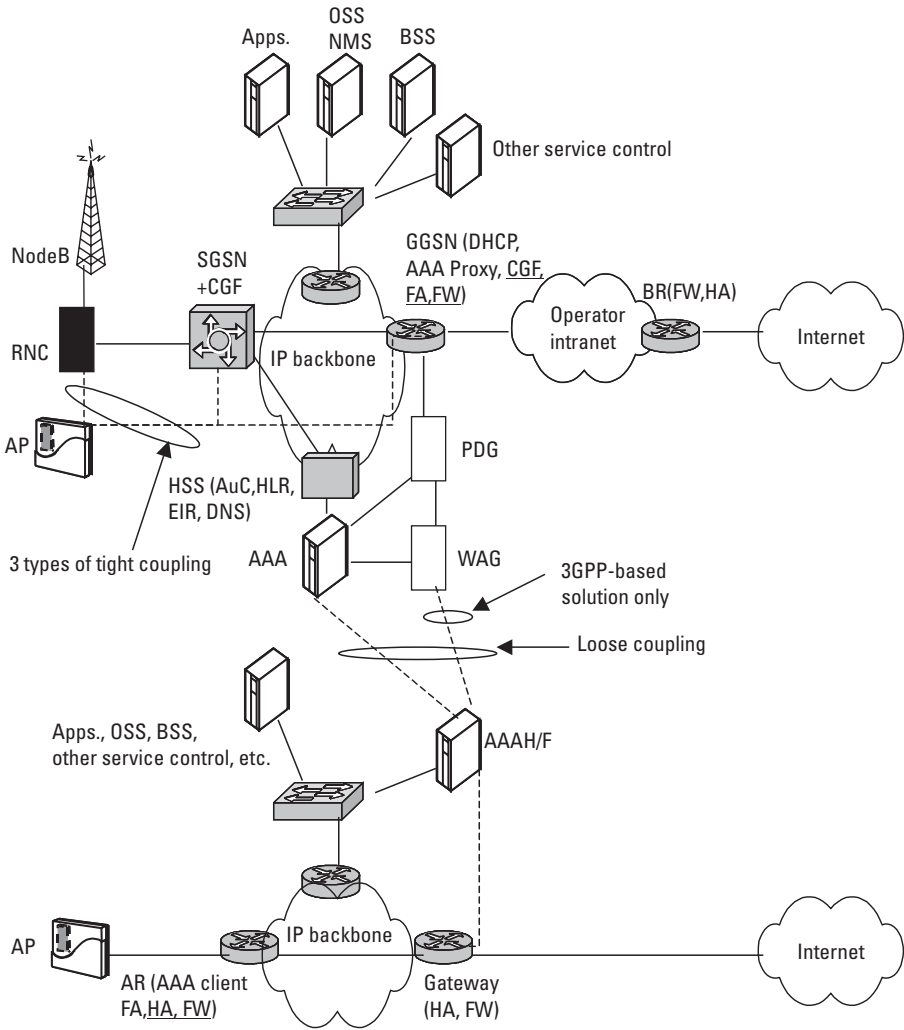 OSS
Apps.
NMS
BSS
Other service control
NodeB
SGSN
+CGF
GGSN (DHCP,
AAA Proxy, CGF,
FA,FW)
BR(FW,HA)
RNC
IP backbone
Operator
intranet
Internet
AP
PDG
HSS (AuC,HLR,
EIR, DNS)
3 types of tight coupling
AAA
WAG
3GPP-based
solution only
Loose coupling
Apps., OSS, BSS,
other service control, etc.
AAAH/F
AP
IP backbone
Internet
AR (AAA client
FA,HA, FW)
Gateway
(HA, FW)